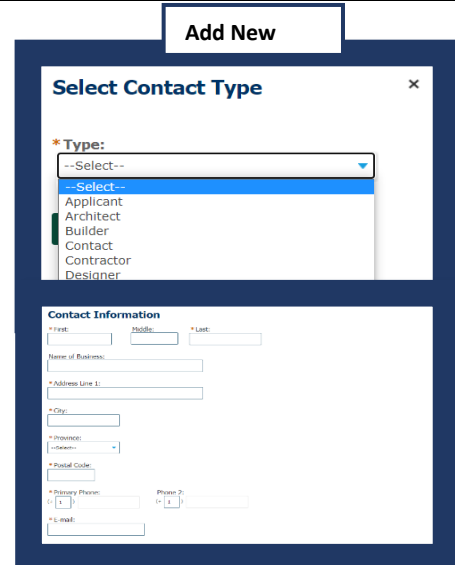 Add New
Select Contact Type ×
* Type:
--Select--
--Select--
Applicant
Architect
Builder
Contact
Contractor
Designer
Contact Information
* First: Middle: * Last:
Name of Business:
* Address Line 1:
* City:
* Province:
--Select--
* Postal Code:
* Primary Phone: Phone 2:
(+ 1 ) (+ 1 )
* E-mail: